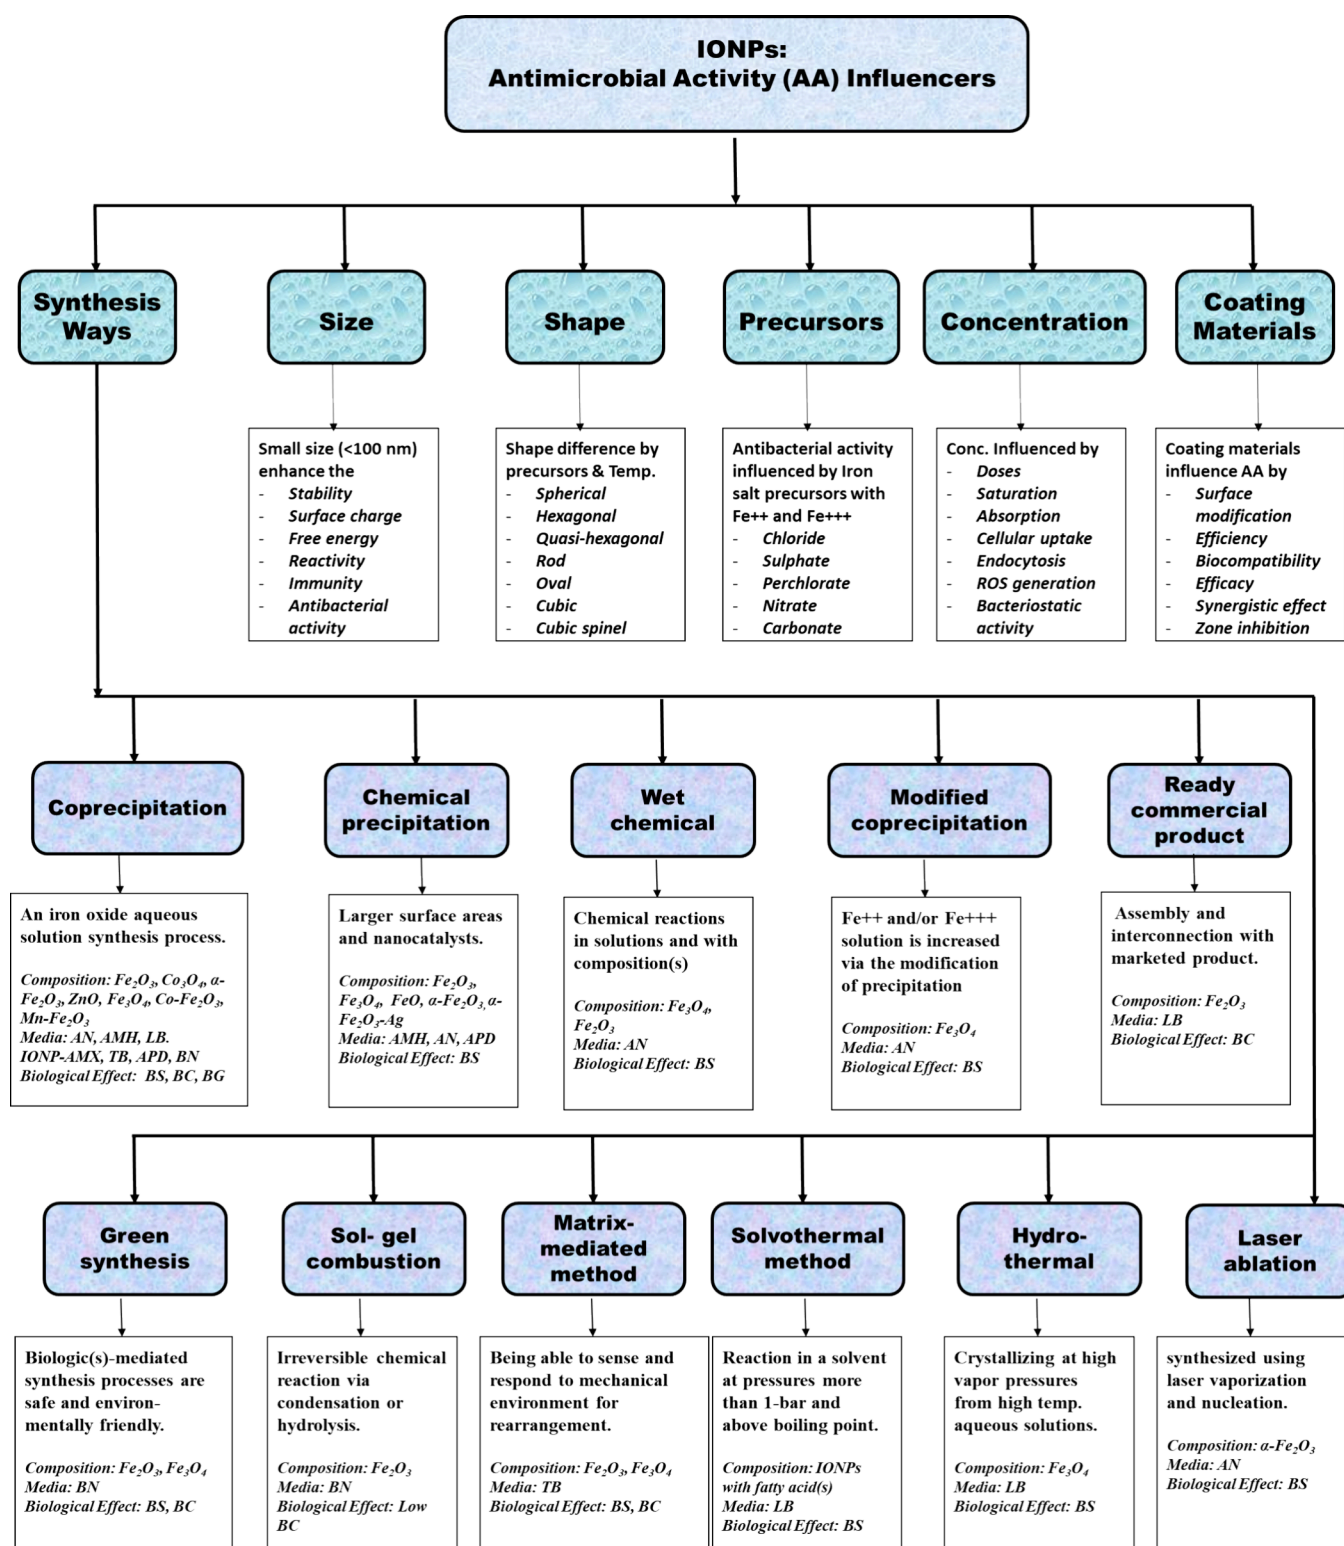 IONPs:
Antimicrobial Activity (AA) Influencers
Synthesis
Ways
Size
Shape
Precursors
Concentration
Coating
Materials
Small size (<100 nm)
enhance the
- Stability
- Surface charge
- Free energy
- Reactivity
- Immunity
- Antibacterial
activity
Shape difference by
precursors & Temp.
- Spherical
- Hexagonal
- Quasi-hexagonal
- Rod
- Oval
- Cubic
- Cubic spinel
Antibacterial activity
influenced by Iron
salt precursors with
Fe++ and Fe+++
- Chloride
- Sulphate
- Perchlorate
- Nitrate
- Carbonate
Conc. Influenced by
- Doses
- Saturation
- Absorption
- Cellular uptake
- Endocytosis
- ROS generation
- Bacteriostatic
activity
Coating materials
influence AA by
- Surface
modification
- Efficiency
- Biocompatibility
- Efficacy
- Synergistic effect
- Zone inhibition
Coprecipitation
Chemical
precipitation
Wet
chemical
Modified
coprecipitation
Ready
commercial
product
An iron oxide aqueous
solution synthesis process.
Composition: Fe₂O₃, Co₃O₄, α-
Fe₂O₃, ZnO, Fe₃O₄, Co-Fe₂O₃,
Mn-Fe₂O₃
Media: AN, AMH, LB.
IONP-AMX, TB, APD, BN
Biological Effect: BS, BC, BG
Larger surface areas
and nanocatalysts.
Composition: Fe₂O₃,
Fe₃O₄, FeO, α-Fe₂O₃,α-
Fe₂O₃-Ag
Media: AMH, AN, APD
Biological Effect: BS
Chemical reactions
in solutions and with
composition(s)
Composition: Fe₃O₄,
Fe₂O₃
Media: AN
Biological Effect: BS
Fe++ and/or Fe+++
solution is increased
via the modification
of precipitation
Composition: Fe₃O₄
Media: AN
Biological Effect: BS
Assembly and
interconnection with
marketed product.
Composition: Fe₂O₃
Media: LB
Biological Effect: BC
Green
synthesis
Sol- gel
combustion
Matrix-
mediated
method
Solvothermal
method
Hydro-
thermal
Laser
ablation
Biologic(s)-mediated
synthesis processes are
safe and environ-
mentally friendly.
Composition: Fe₂O₃, Fe₃O₄
Media: BN
Biological Effect: BS, BC
Irreversible chemical
reaction via
condensation or
hydrolysis.
Composition: Fe₂O₃
Media: BN
Biological Effect: Low
BC
Being able to sense and
respond to mechanical
environment for
rearrangement.
Composition: Fe₂O₃, Fe₃O₄
Media: TB
Biological Effect: BS, BC
Reaction in a solvent
at pressures more
than 1-bar and
above boiling point.
Composition: IONPs
with fatty acid(s)
Media: LB
Biological Effect: BS
Crystallizing at high
vapor pressures
from high temp.
aqueous solutions.
Composition: Fe₃O₄
Media: LB
Biological Effect: BS
synthesized using
laser vaporization
and nucleation.
Composition: α-Fe₂O₃
Media: AN
Biological Effect: BS